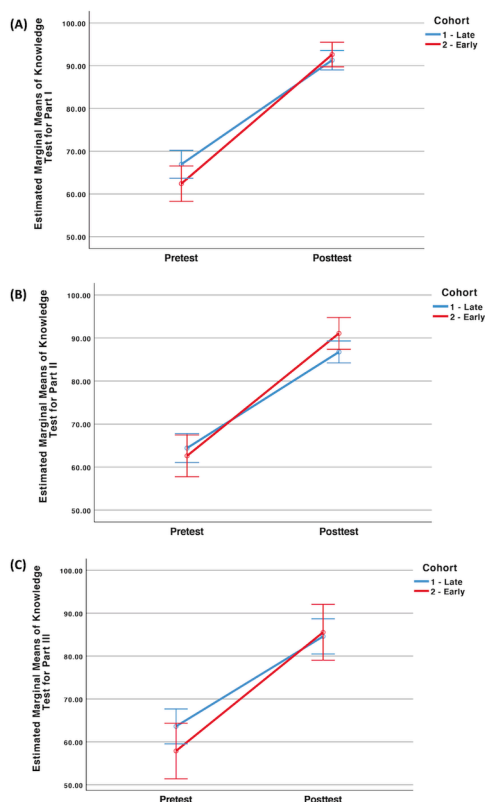 (A)
Cohort
1 - Late
2 - Early
Estimated Marginal Means of Knowledge
Test for Part I
100.00
90.00
80.00
70.00
60.00
50.00
Pretest Posttest
(B)
Cohort
1 - Late
2 - Early
Estimated Marginal Means of Knowledge
Test for Part II
100.00
90.00
80.00
70.00
60.00
50.00
Pretest Posttest
(C)
Cohort
1 - Late
2 - Early
Estimated Marginal Means of Knowledge
Test for Part III
100.00
90.00
80.00
70.00
60.00
50.00
Pretest Posttest